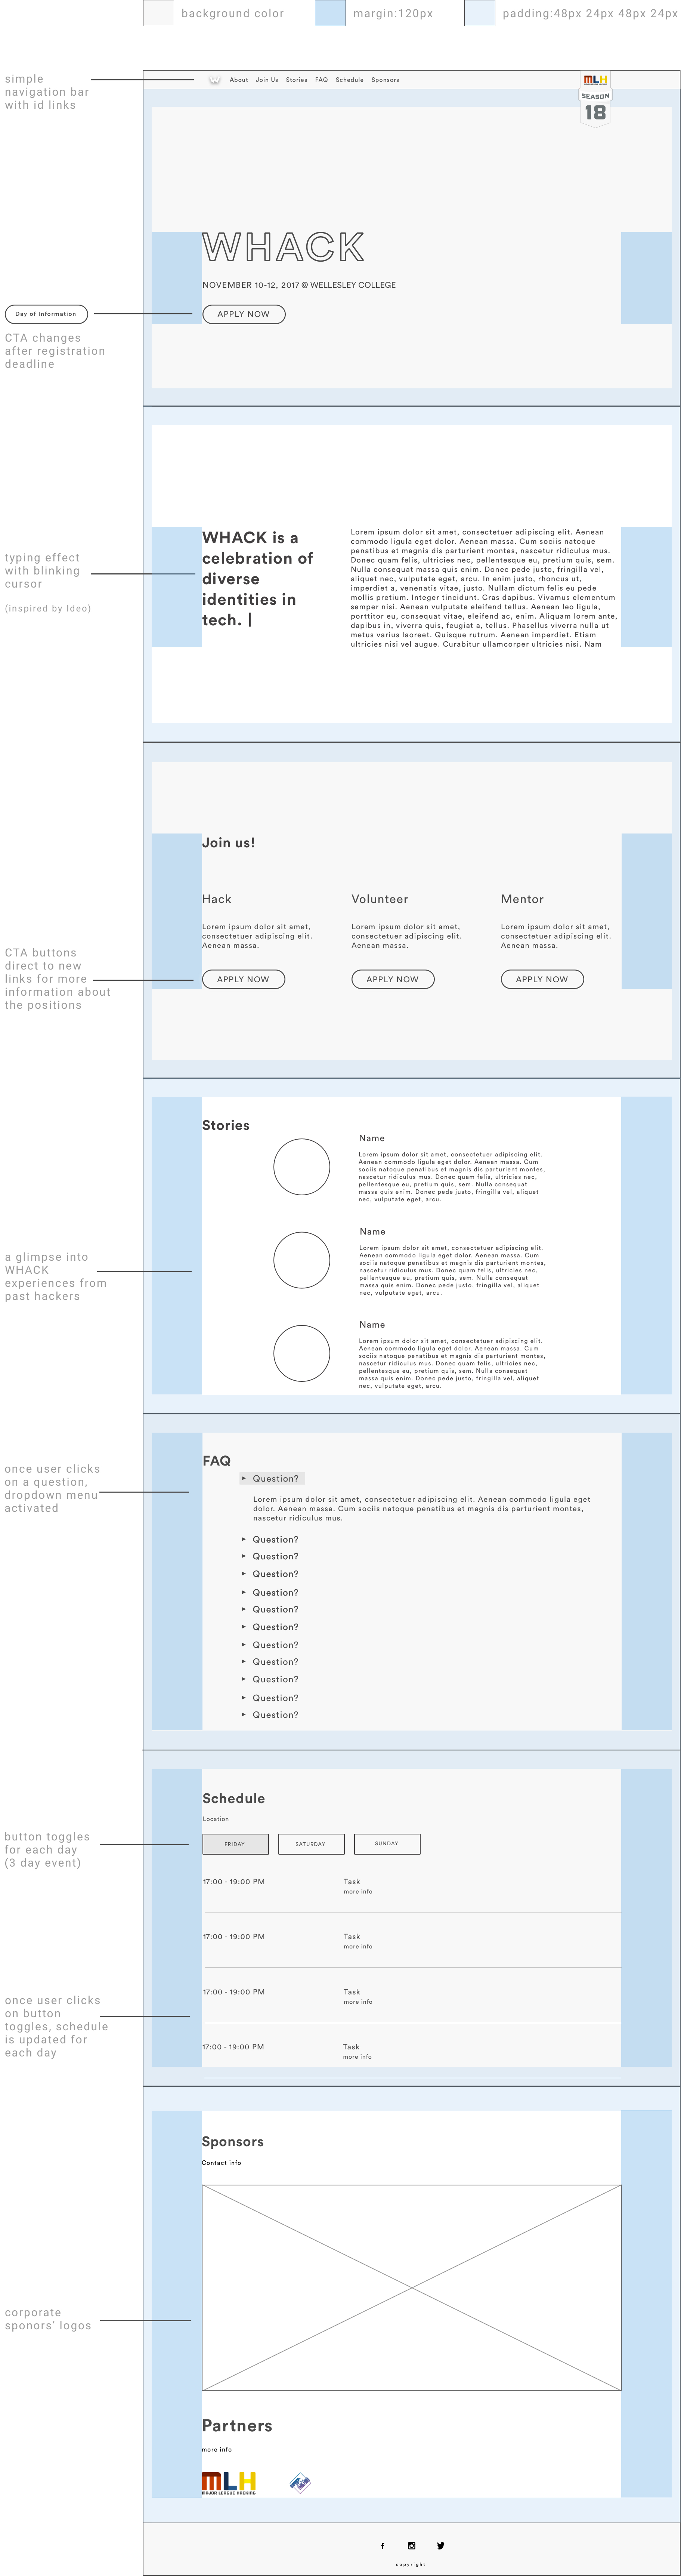 background color
margin:120px
padding:48px 24px 48px 24px
simple
navigation bar
with id links
W
About Join Us Stories FAQ Schedule Sponsors
MLH
SEASON
18
WHACK
NOVEMBER 10-12, 2017 @ WELLESLEY COLLEGE
APPLY NOW
Day of Information
CTA changes
after registration
deadline
typing effect
with blinking
cursor
(inspired by Ideo)
WHACK is a
celebration of
diverse
identities in
tech. |
Lorem ipsum dolor sit amet, consectetuer adipiscing elit. Aenean
commodo ligula eget dolor. Aenean massa. Cum sociis natoque
penatibus et magnis dis parturient montes, nascetur ridiculus mus.
Donec quam felis, ultricies nec, pellentesque eu, pretium quis, sem.
Nulla consequat massa quis enim. Donec pede justo, fringilla vel,
aliquet nec, vulputate eget, arcu. In enim justo, rhoncus ut,
imperdiet a, venenatis vitae, justo. Nullam dictum felis eu pede
mollis pretium. Integer tincidunt. Cras dapibus. Vivamus elementum
semper nisi. Aenean vulputate eleifend tellus. Aenean leo ligula,
porttitor eu, consequat vitae, eleifend ac, enim. Aliquam lorem ante,
dapibus in, viverra quis, feugiat a, tellus. Phasellus viverra nulla ut
metus varius laoreet. Quisque rutrum. Aenean imperdiet. Etiam
ultricies nisi vel augue. Curabitur ullamcorper ultricies nisi. Nam
Join us!
Hack
Lorem ipsum dolor sit amet,
consectetuer adipiscing elit.
Aenean massa.
APPLY NOW
Volunteer
Lorem ipsum dolor sit amet,
consectetuer adipiscing elit.
Aenean massa.
APPLY NOW
Mentor
Lorem ipsum dolor sit amet,
consectetuer adipiscing elit.
Aenean massa.
APPLY NOW
CTA buttons
direct to new
links for more
information about
the positions
Stories
Name
Lorem ipsum dolor sit amet, consectetuer adipiscing elit.
Aenean commodo ligula eget dolor. Aenean massa. Cum
sociis natoque penatibus et magnis dis parturient montes,
nascetur ridiculus mus. Donec quam felis, ultricies nec,
pellentesque eu, pretium quis, sem. Nulla consequat
massa quis enim. Donec pede justo, fringilla vel, aliquet
nec, vulputate eget, arcu.
Name
Lorem ipsum dolor sit amet, consectetuer adipiscing elit.
Aenean commodo ligula eget dolor. Aenean massa. Cum
sociis natoque penatibus et magnis dis parturient montes,
nascetur ridiculus mus. Donec quam felis, ultricies nec,
pellentesque eu, pretium quis, sem. Nulla consequat
massa quis enim. Donec pede justo, fringilla vel, aliquet
nec, vulputate eget, arcu.
Name
Lorem ipsum dolor sit amet, consectetuer adipiscing elit.
Aenean commodo ligula eget dolor. Aenean massa. Cum
sociis natoque penatibus et magnis dis parturient montes,
nascetur ridiculus mus. Donec quam felis, ultricies nec,
pellentesque eu, pretium quis, sem. Nulla consequat
massa quis enim. Donec pede justo, fringilla vel, aliquet
nec, vulputate eget, arcu.
a glimpse into
WHACK
experiences from
past hackers
FAQ
Question?
Lorem ipsum dolor sit amet, consectetuer adipiscing elit. Aenean commodo ligula eget
dolor. Aenean massa. Cum sociis natoque penatibus et magnis dis parturient montes,
nascetur ridiculus mus.
Question?
Question?
Question?
Question?
Question?
Question?
Question?
Question?
Question?
Question?
Question?
once user clicks
on a question,
dropdown menu
activated
Schedule
Location
FRIDAY
SATURDAY
SUNDAY
button toggles
for each day
(3 day event)
17:00 - 19:00 PM Task
more info
17:00 - 19:00 PM Task
more info
17:00 - 19:00 PM Task
more info
17:00 - 19:00 PM Task
more info
once user clicks
on button
toggles, schedule
is updated for
each day
Sponsors
Contact info
corporate
sponors' logos
Partners
more info
MLH
MAJOR LEAGUE HACKING
copyright